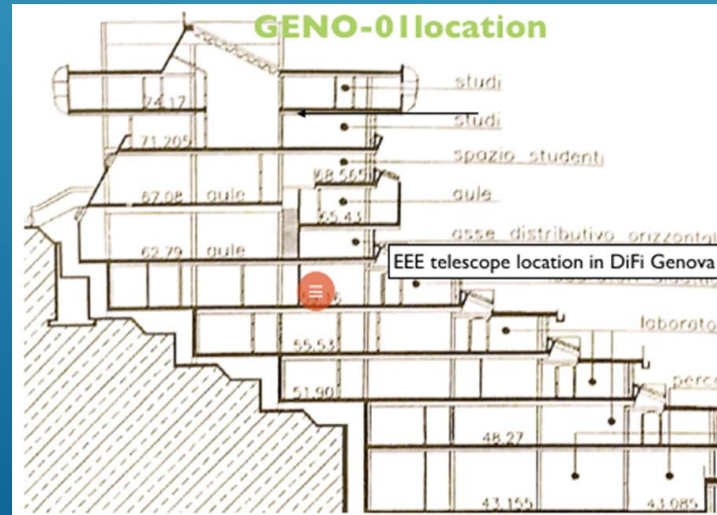 GENO-01location
studi
74.17
studi
71.205
spazio studenti
68.565
67.08 aule
aule
65.43
asse distributivo orizzontal
62.79 aule
EEE telescope location in DiFi Genova
laborato
55.53
perco
51.90
48.27
43.155
43.085